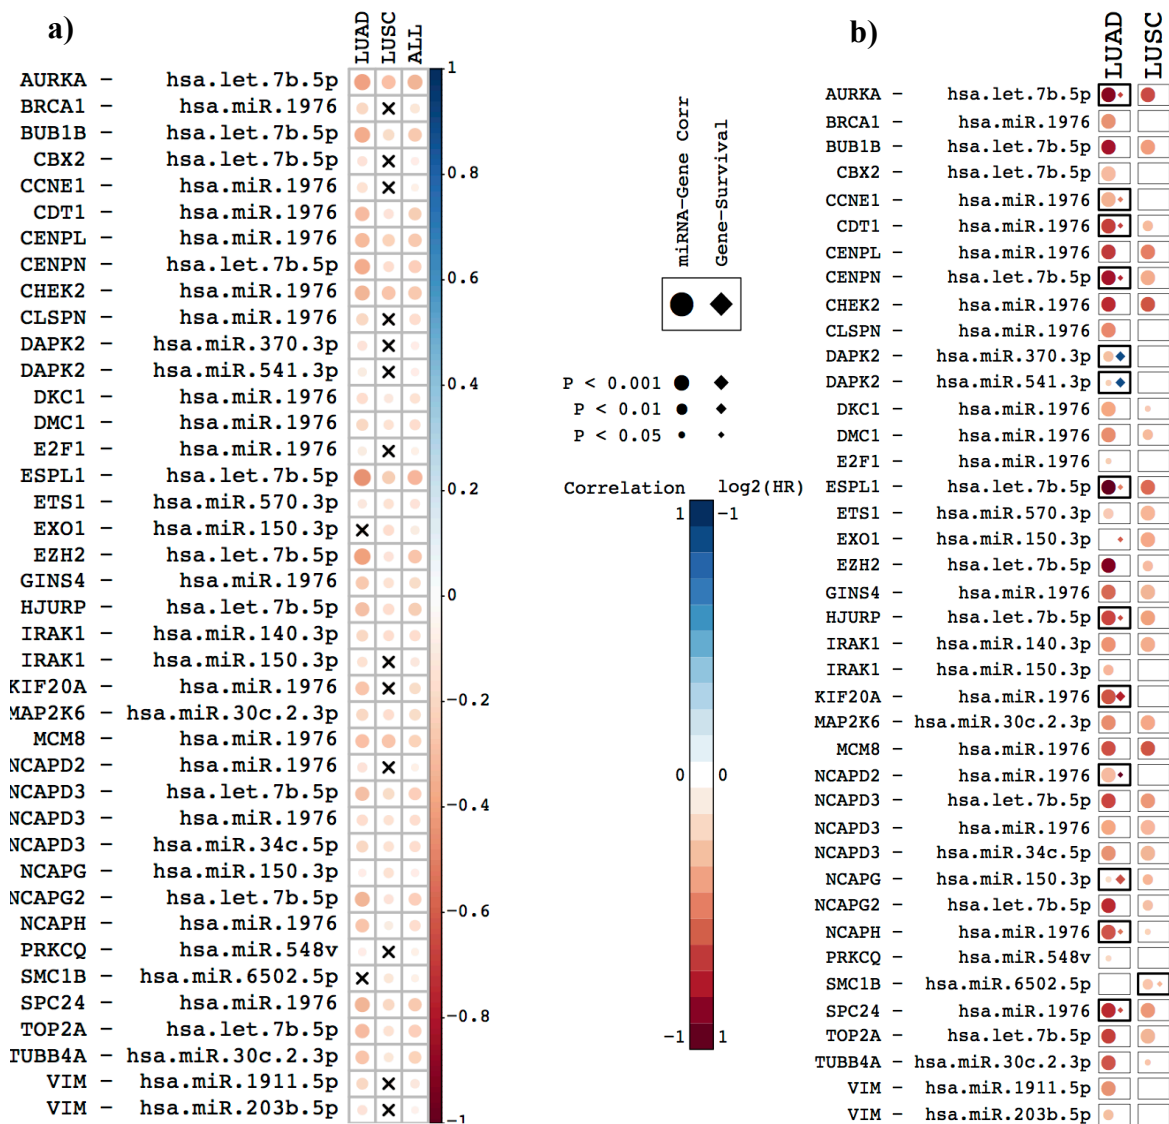 a)
LUAD LUSC ALL
AURKA – hsa.let.7b.5p
BRCA1 – hsa.miR.1976
BUB1B – hsa.let.7b.5p
CBX2 – hsa.let.7b.5p
CCNE1 – hsa.miR.1976
CDT1 – hsa.miR.1976
CENPL – hsa.miR.1976
CENPN – hsa.let.7b.5p
CHEK2 – hsa.miR.1976
CLSPN – hsa.miR.1976
DAPK2 – hsa.miR.370.3p
DAPK2 – hsa.miR.541.3p
DKC1 – hsa.miR.1976
DMC1 – hsa.miR.1976
E2F1 – hsa.miR.1976
ESPL1 – hsa.let.7b.5p
ETS1 – hsa.miR.570.3p
EXO1 – hsa.miR.150.3p
EZH2 – hsa.let.7b.5p
GINS4 – hsa.miR.1976
HJURP – hsa.let.7b.5p
IRAK1 – hsa.miR.140.3p
IRAK1 – hsa.miR.150.3p
KIF20A – hsa.miR.1976
MAP2K6 – hsa.miR.30c.2.3p
MCM8 – hsa.miR.1976
NCAPD2 – hsa.miR.1976
NCAPD3 – hsa.let.7b.5p
NCAPD3 – hsa.miR.1976
NCAPD3 – hsa.miR.34c.5p
NCAPG – hsa.miR.150.3p
NCAPG2 – hsa.let.7b.5p
NCAPH – hsa.miR.1976
PRKCQ – hsa.miR.548v
SMC1B – hsa.miR.6502.5p
SPC24 – hsa.miR.1976
TOP2A – hsa.let.7b.5p
TUBB4A – hsa.miR.30c.2.3p
VIM – hsa.miR.1911.5p
VIM – hsa.miR.203b.5p
1
0.8
0.6
0.4
0.2
0
−0.2
−0.4
−0.6
−0.8
−1
miRNA-Gene Corr
Gene-Survival
P < 0.001
P < 0.01
P < 0.05
Correlation log2(HR)
1 −1
0 0
−1 1
b)
LUAD LUSC
AURKA – hsa.let.7b.5p
BRCA1 – hsa.miR.1976
BUB1B – hsa.let.7b.5p
CBX2 – hsa.let.7b.5p
CCNE1 – hsa.miR.1976
CDT1 – hsa.miR.1976
CENPL – hsa.miR.1976
CENPN – hsa.let.7b.5p
CHEK2 – hsa.miR.1976
CLSPN – hsa.miR.1976
DAPK2 – hsa.miR.370.3p
DAPK2 – hsa.miR.541.3p
DKC1 – hsa.miR.1976
DMC1 – hsa.miR.1976
E2F1 – hsa.miR.1976
ESPL1 – hsa.let.7b.5p
ETS1 – hsa.miR.570.3p
EXO1 – hsa.miR.150.3p
EZH2 – hsa.let.7b.5p
GINS4 – hsa.miR.1976
HJURP – hsa.let.7b.5p
IRAK1 – hsa.miR.140.3p
IRAK1 – hsa.miR.150.3p
KIF20A – hsa.miR.1976
MAP2K6 – hsa.miR.30c.2.3p
MCM8 – hsa.miR.1976
NCAPD2 – hsa.miR.1976
NCAPD3 – hsa.let.7b.5p
NCAPD3 – hsa.miR.1976
NCAPD3 – hsa.miR.34c.5p
NCAPG – hsa.miR.150.3p
NCAPG2 – hsa.let.7b.5p
NCAPH – hsa.miR.1976
PRKCQ – hsa.miR.548v
SMC1B – hsa.miR.6502.5p
SPC24 – hsa.miR.1976
TOP2A – hsa.let.7b.5p
TUBB4A – hsa.miR.30c.2.3p
VIM – hsa.miR.1911.5p
VIM – hsa.miR.203b.5p